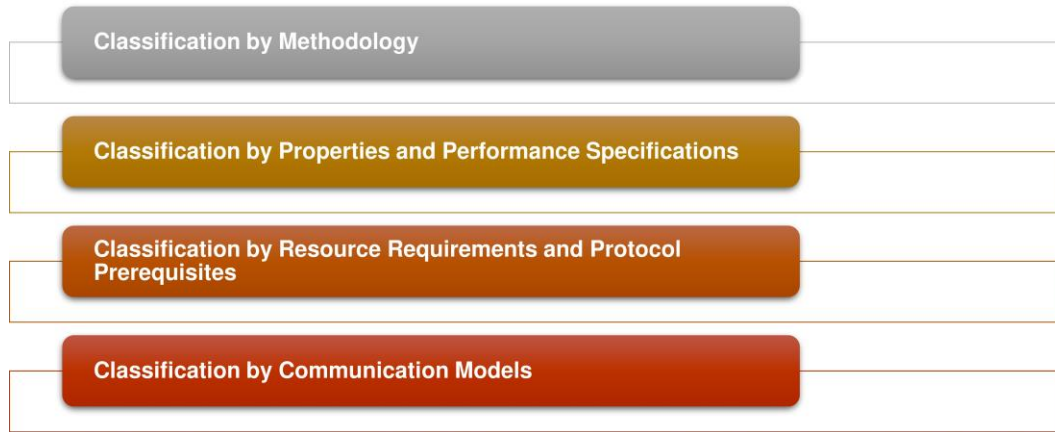 Classification by Methodology
Classification by Properties and Performance Specifications
Classification by Resource Requirements and Protocol
Prerequisites
Classification by Communication Models